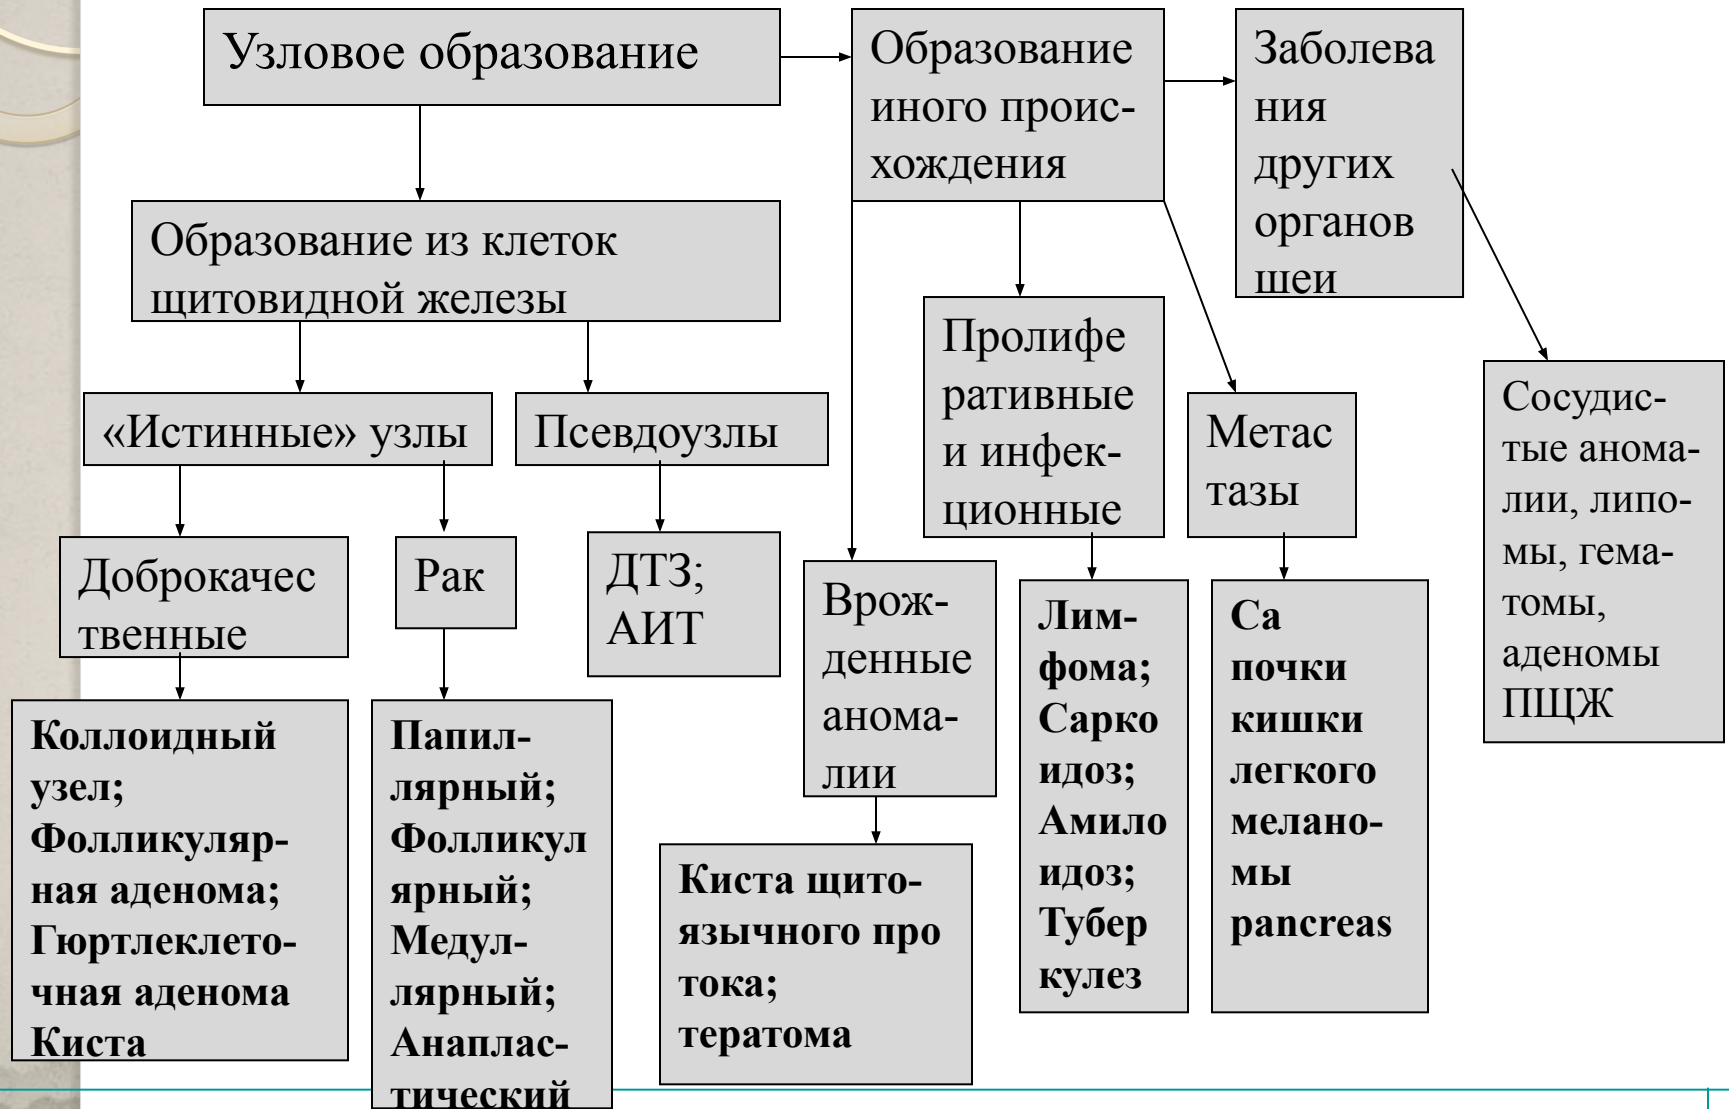 Узловое образование
Образование
иного проис-
хождения
Заболева
ния
других
органов
шеи
Образование из клеток
щитовидной железы
«Истинные» узлы
Псевдоузлы
Пролифе
ративные
и инфек-
ционные
Метас
тазы
Сосудис-
тые анома-
лии, липо-
мы, гема-
томы,
аденомы
ПЩЖ
Доброкачес
твенные
Рак
ДТЗ;
АИТ
Врож-
денные
анома-
лии
Лим-
фома;
Сарко
идоз;
Амило
идоз;
Тубер
кулез
Са
почки
кишки
легкого
мелано-
мы
pancreas
Коллоидный
узел;
Фолликуляр-
ная аденома;
Гюртлеклето-
чная аденома
Киста
Папил-
лярный;
Фолликул
ярный;
Медул-
лярный;
Анаплас-
тический
Киста щито-
язычного про
тока;
тератома